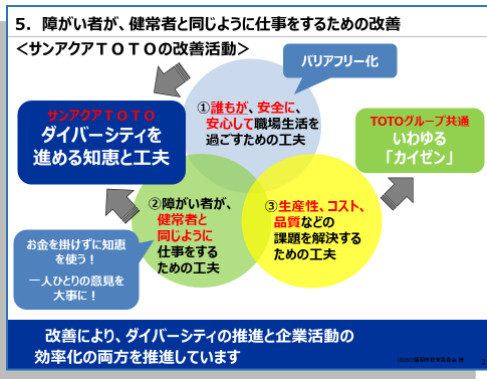 5．障がい者が、健常者と同じように仕事をするための改善
＜サンアクアＴＯＴＯの改善活動＞
バリアフリー化
①誰もが、安全に、
安心して職場生活を
過ごすための工夫
サンアクアＴＯＴＯ
ダイバーシティを
進める知恵と工夫
TOTOグループ共通
いわゆる
「カイゼン」
②障がい者が、
健常者と
同じように
仕事をする
ための工夫
③生産性、コスト、
品質などの
課題を解決する
ための工夫
お金を掛けずに知恵
を使う！
一人ひとりの意見を
大事に！
改善により、ダイバーシティの推進と企業活動の
効率化の両方を推進しています